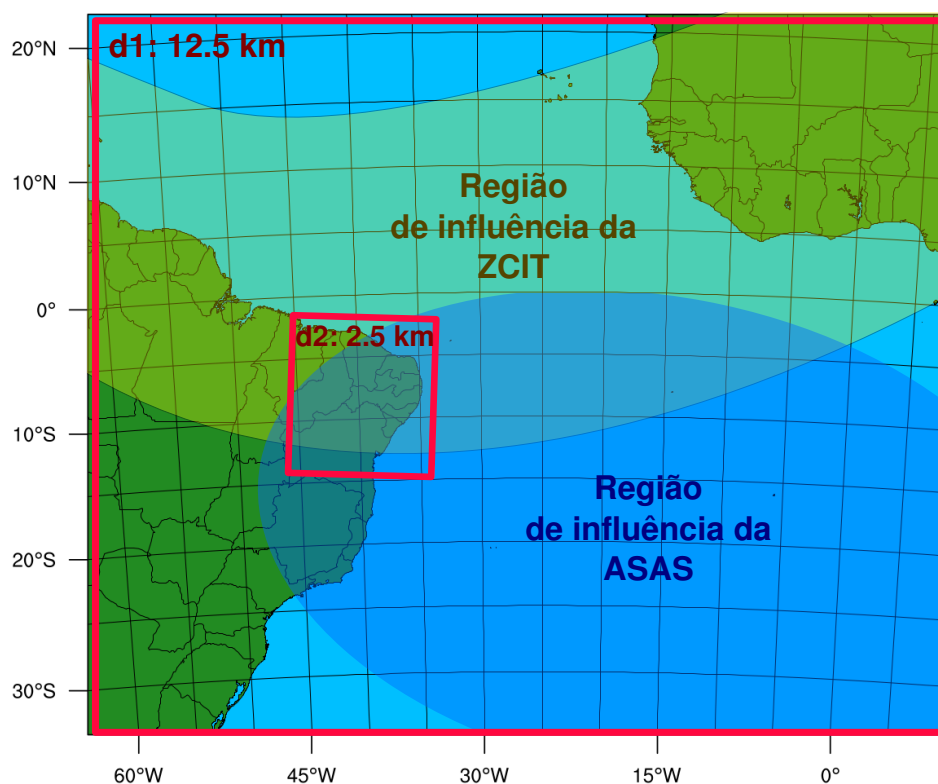 20°N
d1: 12.5 km
10°N
Região
de influência da
ZCIT
0°
d2: 2.5 km
10°S
Região
de influência da
ASAS
20°S
30°S
60°W
45°W
30°W
15°W
0°